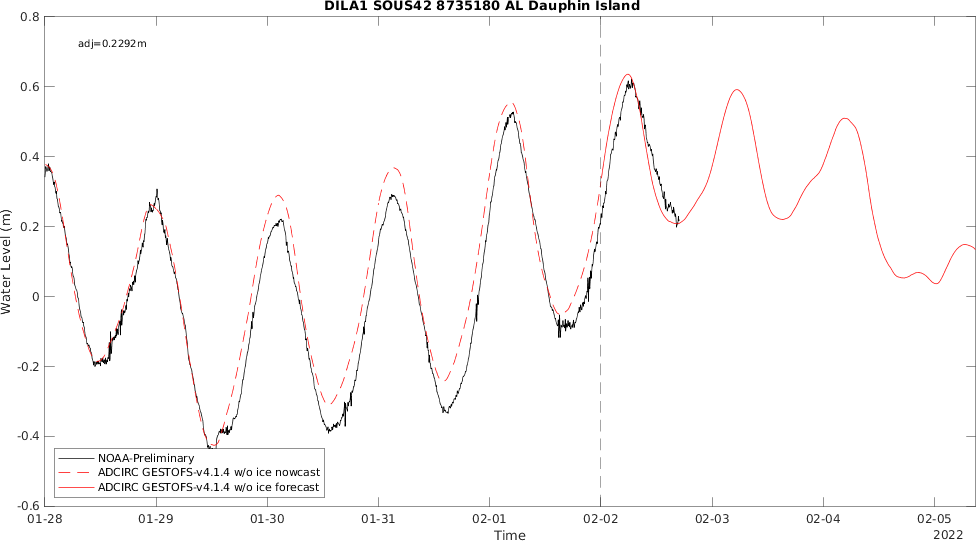 DILA1 SOUS42 8735180 AL Dauphin Island
adj=0.2292m
Water Level (m)
0.8
0.6
0.4
0.2
0
-0.2
-0.4
-0.6
NOAA-Preliminary
ADCIRC GESTOFS-v4.1.4 w/o ice nowcast
ADCIRC GESTOFS-v4.1.4 w/o ice forecast
01-28 01-29 01-30 01-31 02-01 02-02 02-03 02-04 02-05
Time
2022